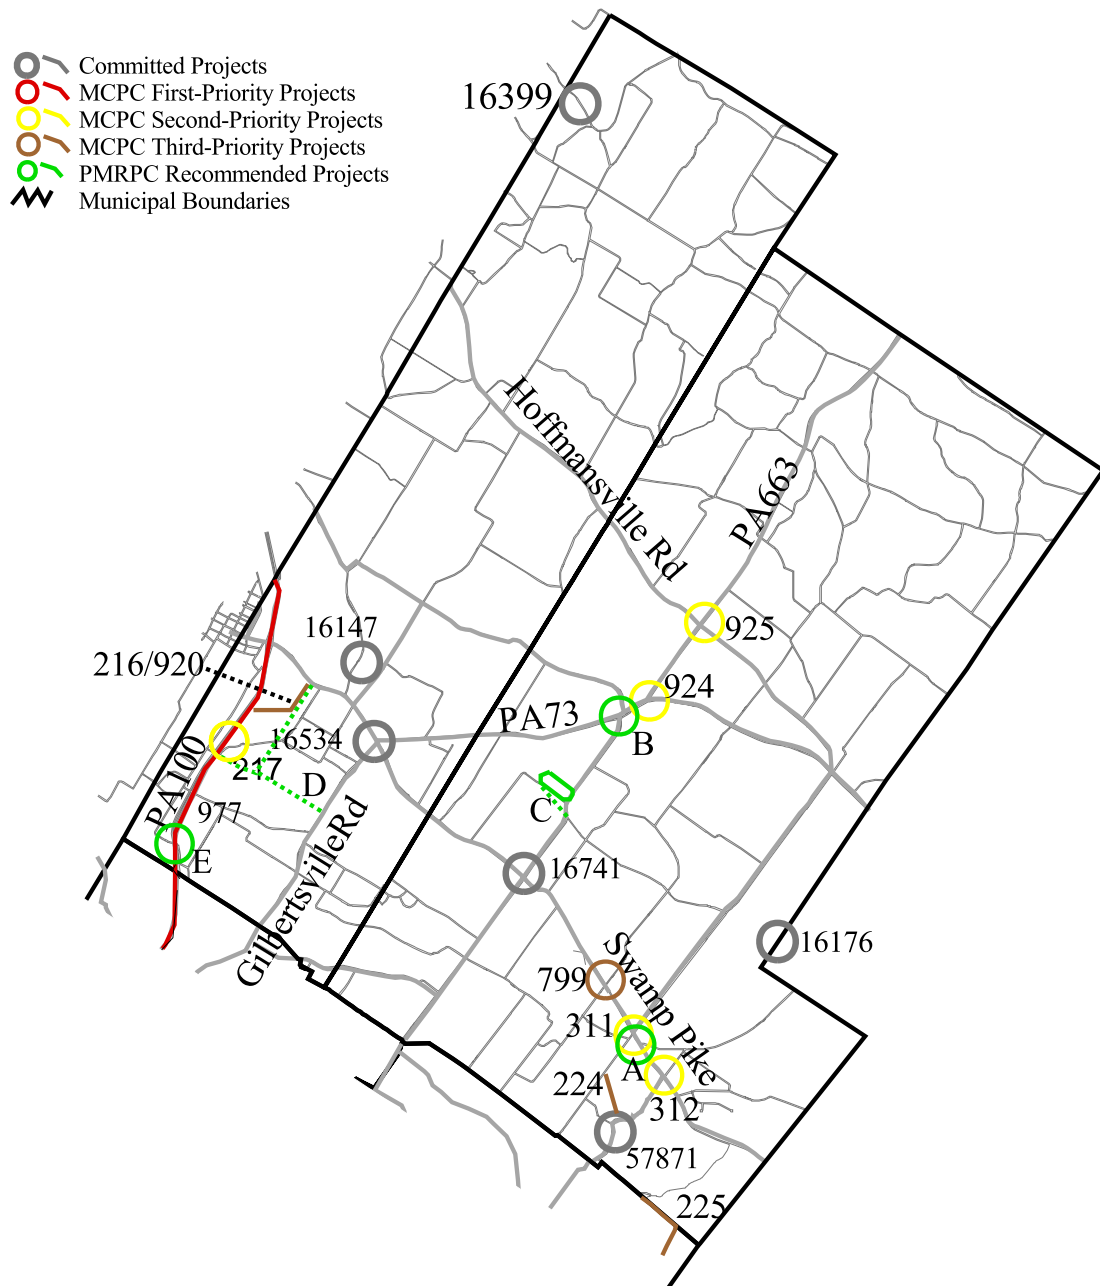 Committed Projects
MCPC First-Priority Projects
MCPC Second-Priority Projects
MCPC Third-Priority Projects
PMRPC Recommended Projects
Municipal Boundaries
16399
Hoffmansville Rd
PA663
16147
925
216/920
924
PA73
16534
B
217
D
PA100
C
977
E
GilbertsvilleRd
16741
16176
Swamp Pike
799
311
A
224
312
57871
225